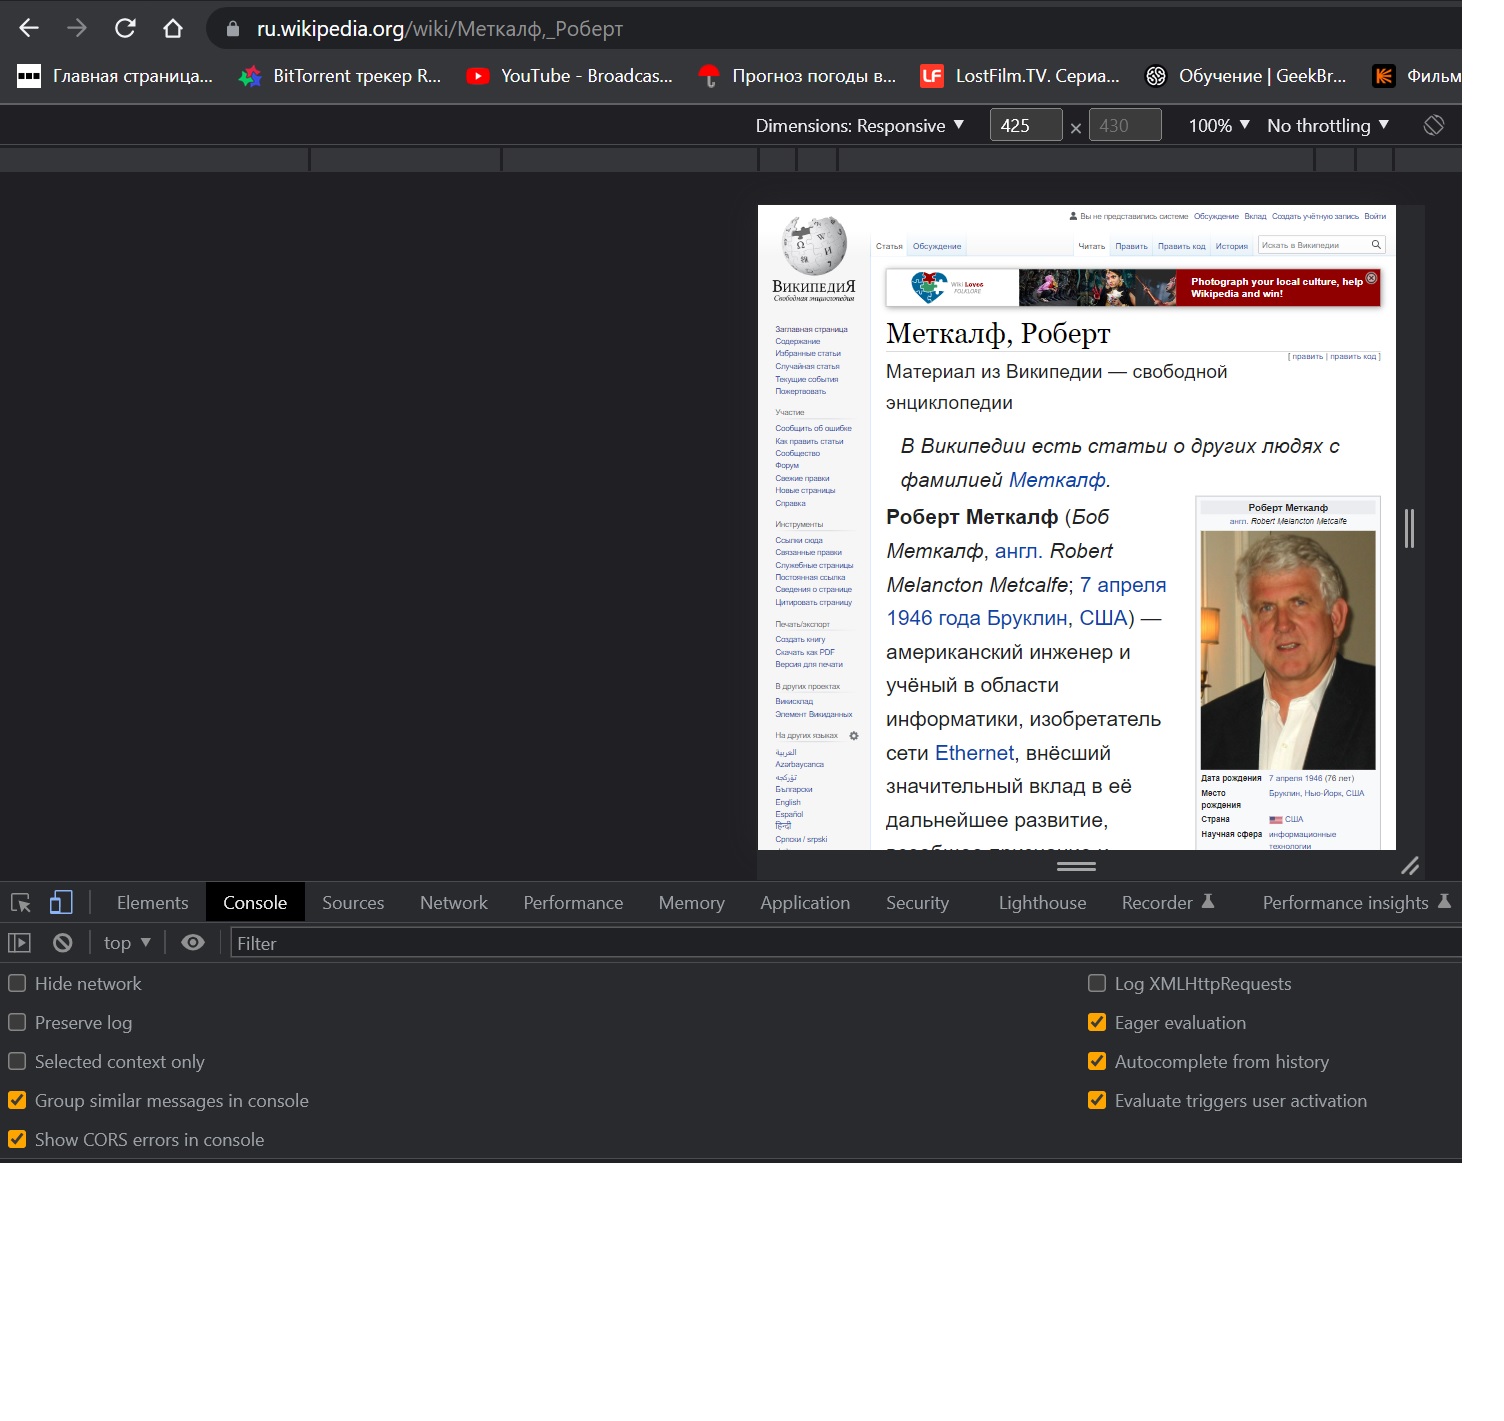 ru.wikipedia.org/wiki/Меткалф,_Роберт
Главная страница...
BitTorrent трекер R...
YouTube - Broadcas...
Прогноз погоды в...
LostFilm.TV. Сериа...
Обучение | GeekBr...
Фильм
Dimensions: Responsive
425 × 430
100%
No throttling
Вы не представились системе Обсуждение Вклад Создать учётную запись Войти
Статья Обсуждение
Читать Править Править код История
Искать в Википедии
ВикипедиЯ
Свободная энциклопедия
Wiki Loves
FOLKLORE
Photograph your local culture, help
Wikipedia and win!
Заглавная страница
Содержание
Избранные статьи
Случайная статья
Текущие события
Пожертвовать
Участие
Сообщить об ошибке
Как править статьи
Сообщество
Форум
Свежие правки
Новые страницы
Справка
Инструменты
Ссылки сюда
Связанные правки
Служебные страницы
Постоянная ссылка
Сведения о странице
Цитировать страницу
Печать/экспорт
Создать книгу
Скачать как PDF
Версия для печати
В других проектах
Викисклад
Элемент Викиданных
На других языках
العربية
Azərbaycanca
تۆرکجه
Български
English
Español
हिन्दी
Српски / srpski
Меткалф, Роберт
[ править | править код ]
Материал из Википедии — свободной
энциклопедии
В Википедии есть статьи о других людях с
фамилией Меткалф.
Роберт Меткалф (Боб
Меткалф, англ. Robert
Melancton Metcalfe; 7 апреля
1946 года Бруклин, США) —
американский инженер и
учёный в области
информатики, изобретатель
сети Ethernet, внёсший
значительный вклад в её
дальнейшее развитие,
Роберт Меткалф
англ. Robert Melancton Metcalfe
Дата рождения 7 апреля 1946 (76 лет)
Место рождения Бруклин, Нью-Йорк, США
Страна США
Научная сфера информационные
технологии
Elements
Console
Sources
Network
Performance
Memory
Application
Security
Lighthouse
Recorder
Performance insights
top
Filter
Hide network
Preserve log
Selected context only
Group similar messages in console
Show CORS errors in console
Log XMLHttpRequests
Eager evaluation
Autocomplete from history
Evaluate triggers user activation